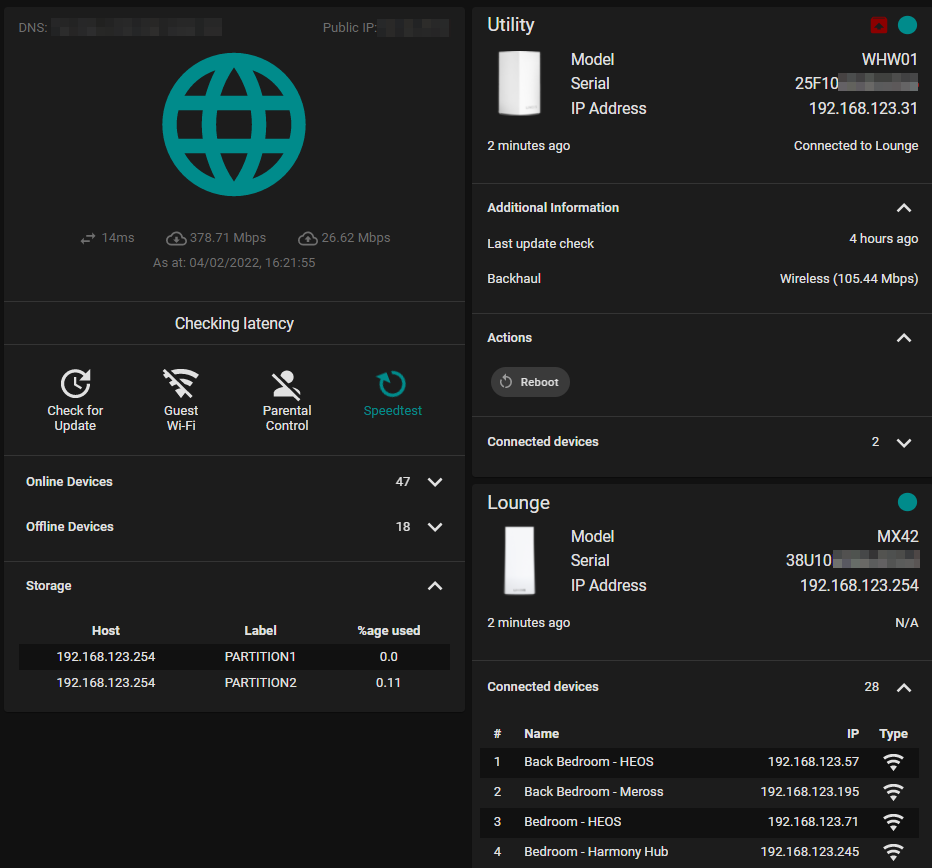 DNS:
Public IP:
14ms 378.71 Mbps 26.62 Mbps
As at: 04/02/2022, 16:21:55
Checking latency
Check for Update
Guest Wi-Fi
Parental Control
Speedtest
Online Devices 47
Offline Devices 18
Storage
Host Label %age used
192.168.123.254 PARTITION1 0.0
192.168.123.254 PARTITION2 0.11
Utility
Model WHW01
Serial 25F10
IP Address 192.168.123.31
2 minutes ago Connected to Lounge
Additional Information
Last update check 4 hours ago
Backhaul Wireless (105.44 Mbps)
Actions
Reboot
Connected devices 2
Lounge
Model MX42
Serial 38U10
IP Address 192.168.123.254
2 minutes ago N/A
Connected devices 28
# Name IP Type
1 Back Bedroom - HEOS 192.168.123.57
2 Back Bedroom - Meross 192.168.123.195
3 Bedroom - HEOS 192.168.123.71
4 Bedroom - Harmony Hub 192.168.123.245